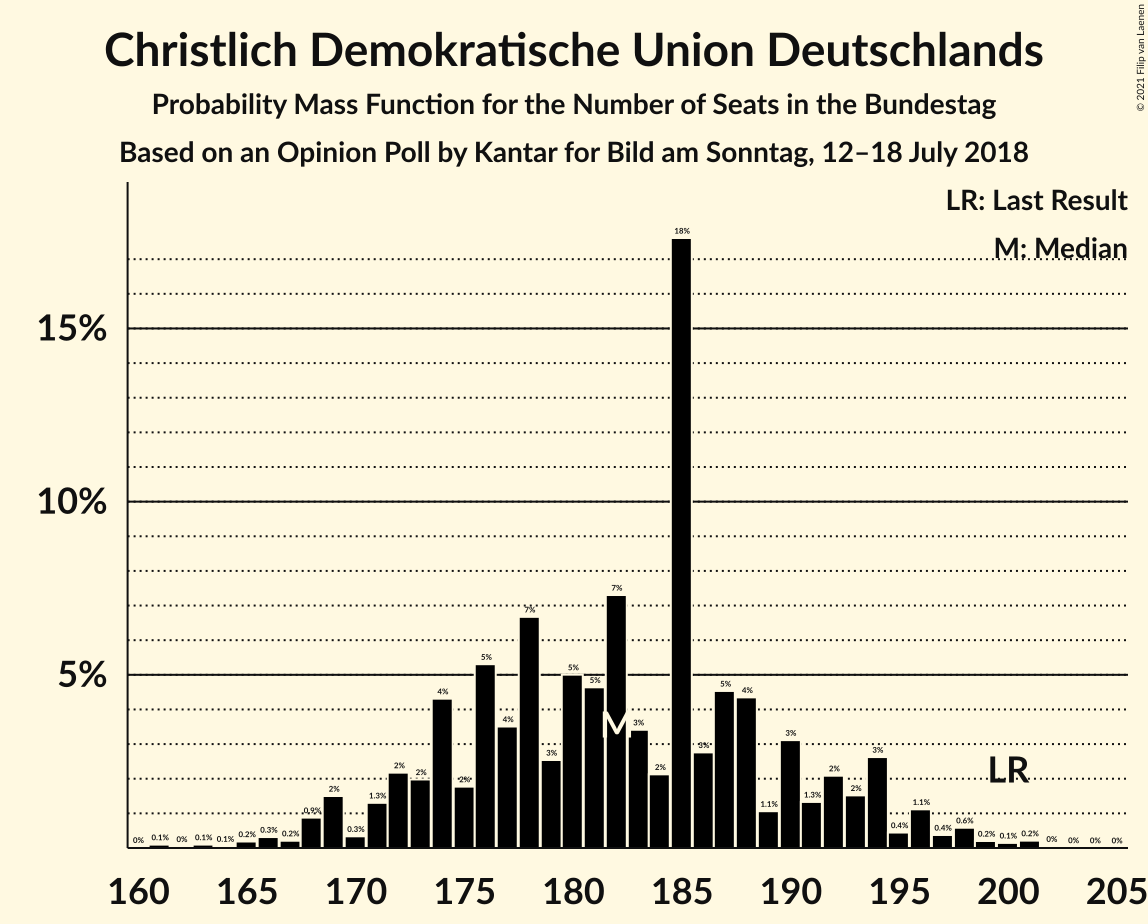 Christlich Demokratische Union Deutschlands
Probability Mass Function for the Number of Seats in the Bundestag
Based on an Opinion Poll by Kantar for Bild am Sonntag, 12–18 July 2018
© 2021 Filip van Laenen
LR: Last Result
M: Median
15%
10%
5%
0% 0.1% 0% 0.1% 0.1% 0.2% 0.3% 0.2% 0.9% 2% 0.3% 1.3% 2% 2% 4% 2% 5% 4% 7% 3% 5% 5% 7% 3% 2% 18% 3% 5% 4% 1.1% 3% 1.3% 2% 2% 3% 0.4% 1.1% 0.4% 0.6% 0.2% 0.1% 0.2% 0% 0% 0% 0%
M
LR
160 165 170 175 180 185 190 195 200 205